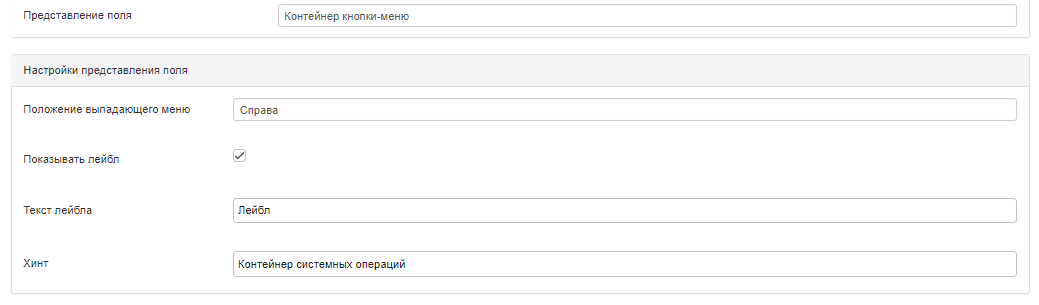 Представление поля Контейнер кнопки-меню
Настройки представления поля
Положение выпадающего меню Справа
Показывать лейбл
Текст лейбла Лейбл
Хинт Контейнер системных операций